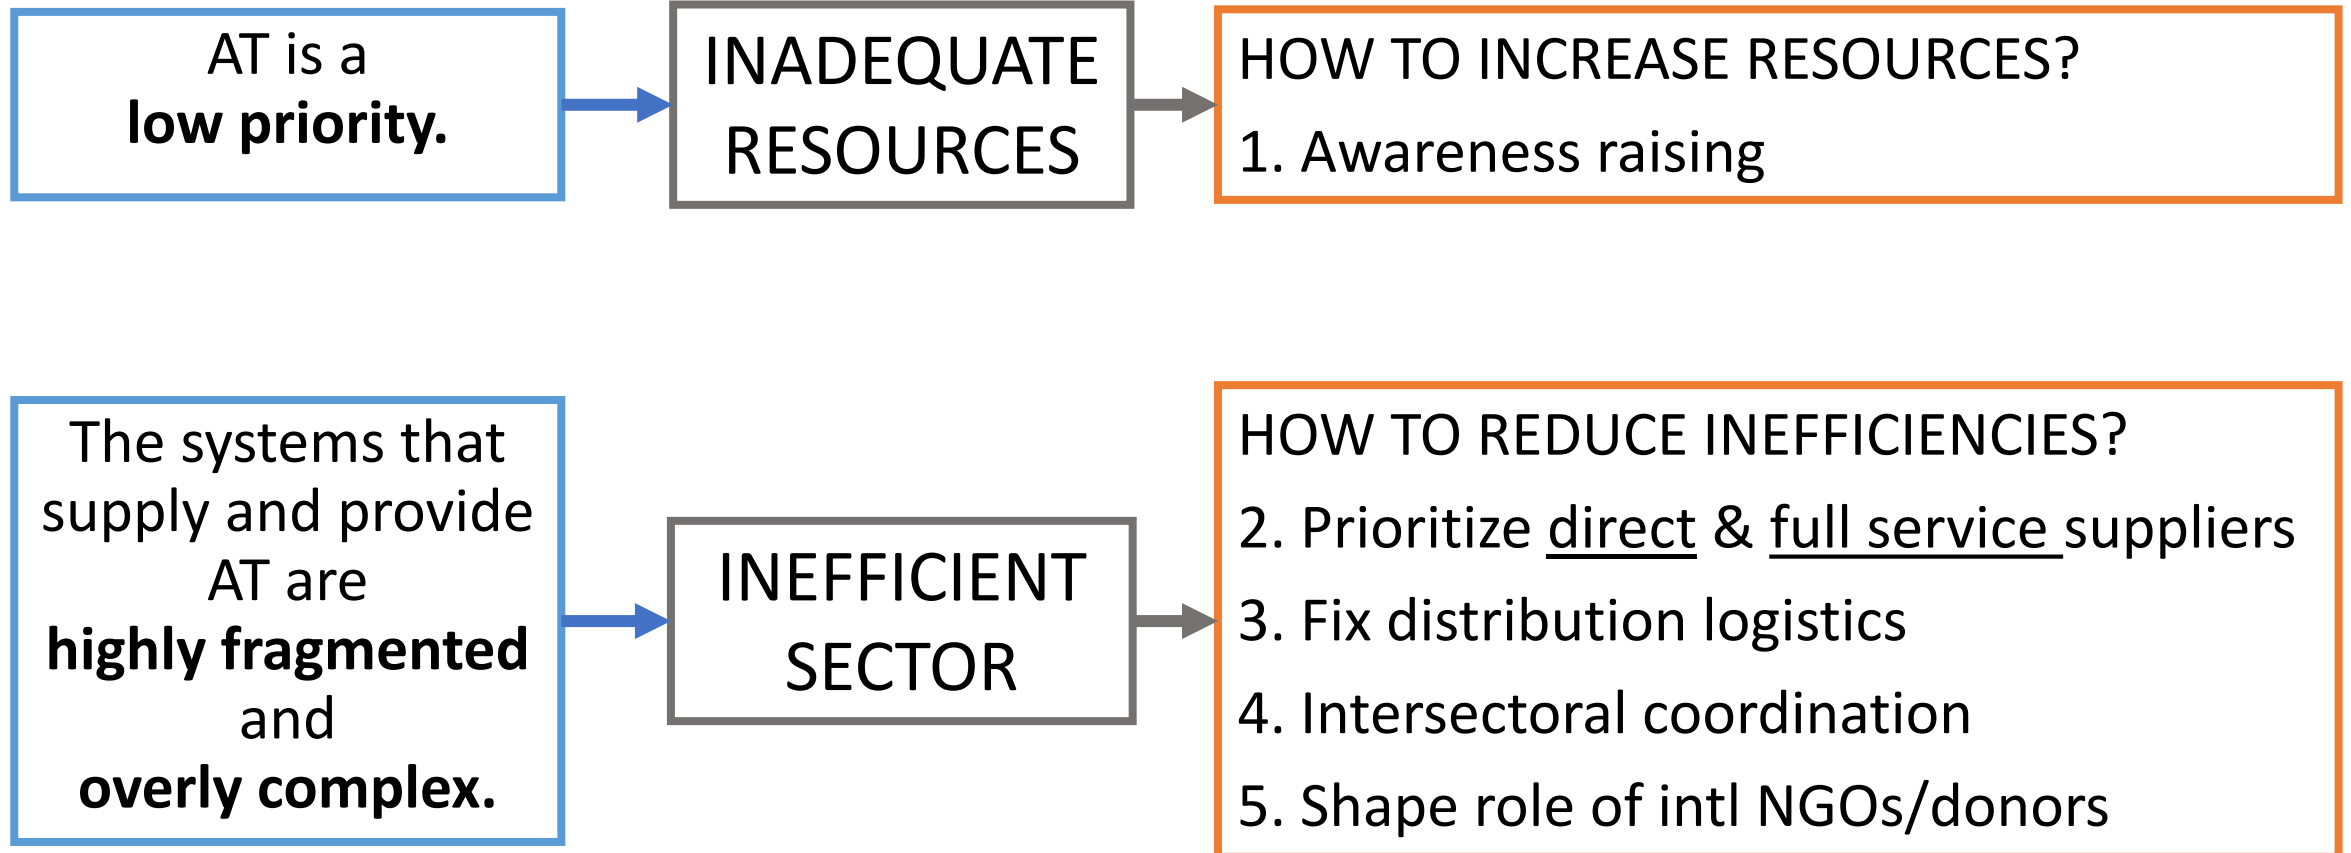 AT is a
low priority.
INADEQUATE
RESOURCES
HOW TO INCREASE RESOURCES?
1. Awareness raising
The systems that
supply and provide
AT are
highly fragmented
and
overly complex.
INEFFICIENT
SECTOR
HOW TO REDUCE INEFFICIENCIES?
2. Prioritize direct & full service suppliers
3. Fix distribution logistics
4. Intersectoral coordination
5. Shape role of intl NGOs/donors